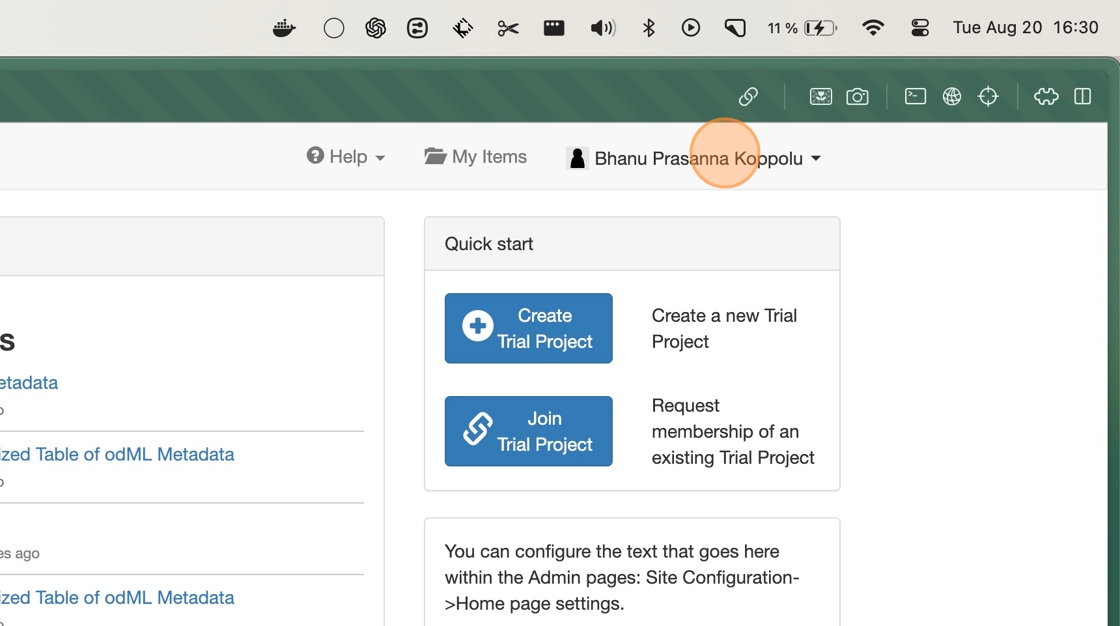 11 %
Tue Aug 20 16:30
Help
My Items
Bhanu Prasanna Koppolu
Quick start
Create
Trial Project
Create a new Trial
Project
Join
Trial Project
Request
membership of an
existing Trial Project
s
etadata
o
ized Table of odML Metadata
o
es ago
ized Table of odML Metadata
You can configure the text that goes here
within the Admin pages: Site Configuration-
>Home page settings.